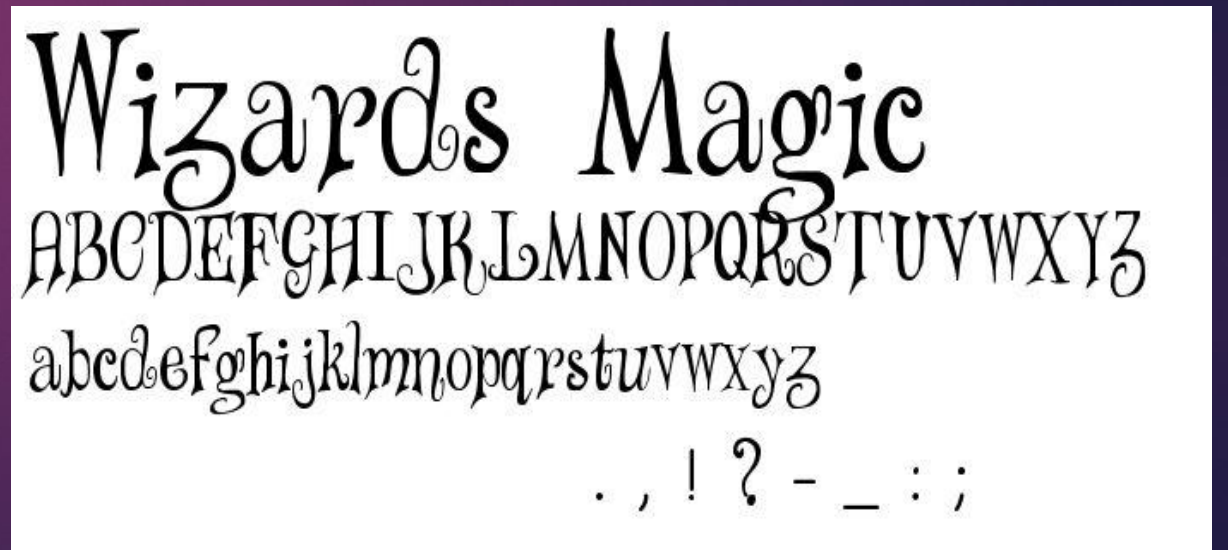 Wizards Magic
ABCDEFGHIJKLMNOPQRSTUVWXYZ
abcdefghijklmnopqrstuvwxyz
. , ! ? - _ : ;